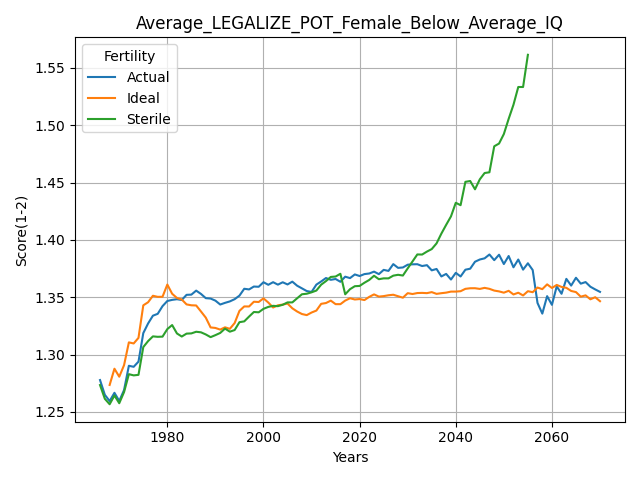 Average_LEGALIZE_POT_Female_Below_Average_IQ
Fertility
Actual
Ideal
Sterile
Score(1-2)
1.55
1.50
1.45
1.40
1.35
1.30
1.25
1980
2000
2020
2040
2060
Years